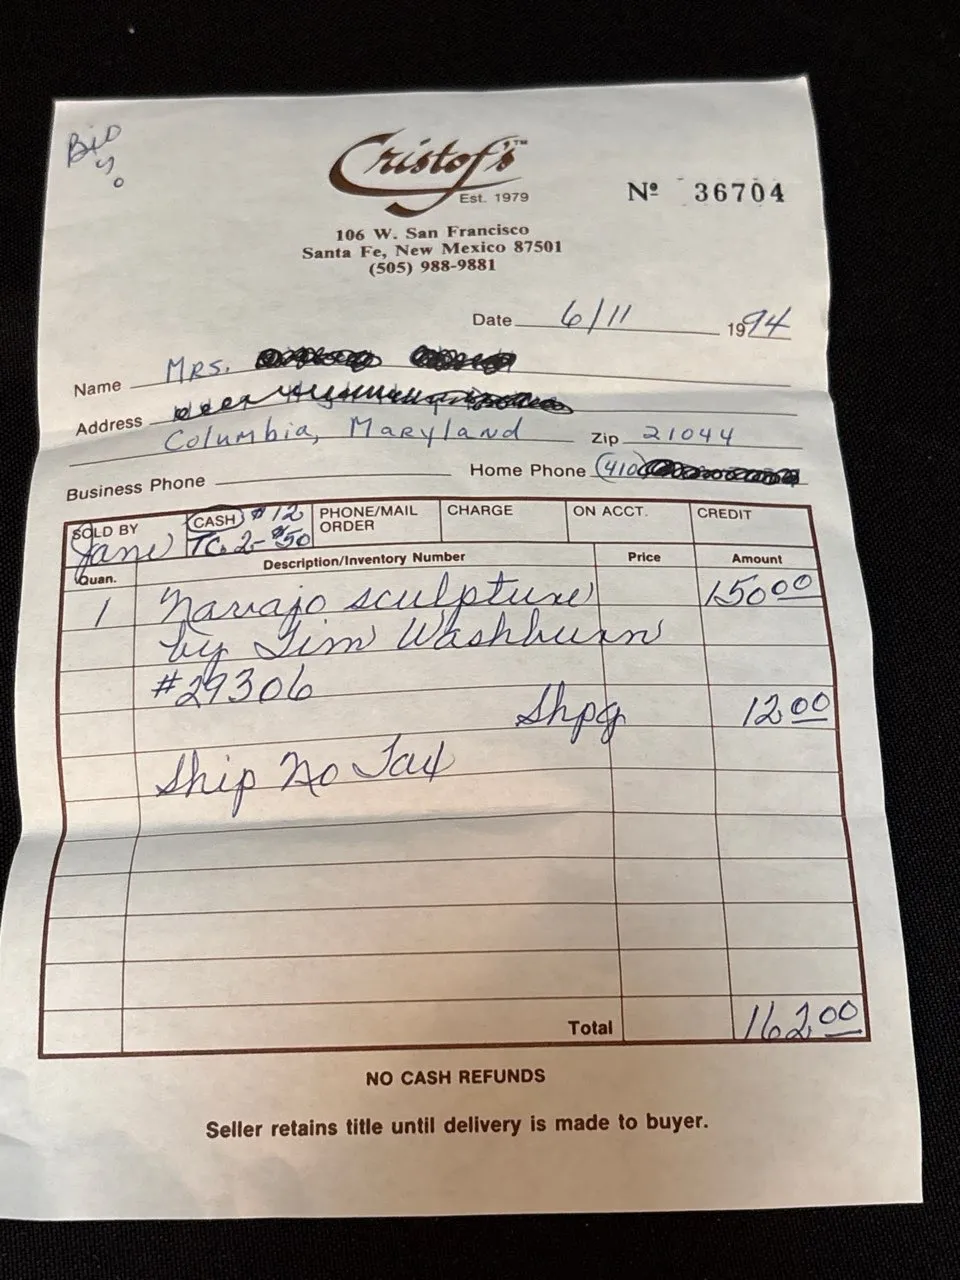 BiD
Cristof's™
Est. 1979
106 W. San Francisco
Santa Fe, New Mexico 87501
(505) 988-9881
Nº 36704
Date 6/11 1994
Name MRS.
Address
Columbia, Maryland Zip 21044
Business Phone Home Phone (410
SOLD BY Jane CASH $12 TC. 2-$50 PHONE/MAIL ORDER CHARGE ON ACCT. CREDIT
Quan. Description/Inventory Number Price Amount
1 Navajo sculpture 150 00
by Tim Washburn
#29306
Shpg 12 00
Ship No Tax
Total 162 00
NO CASH REFUNDS
Seller retains title until delivery is made to buyer.